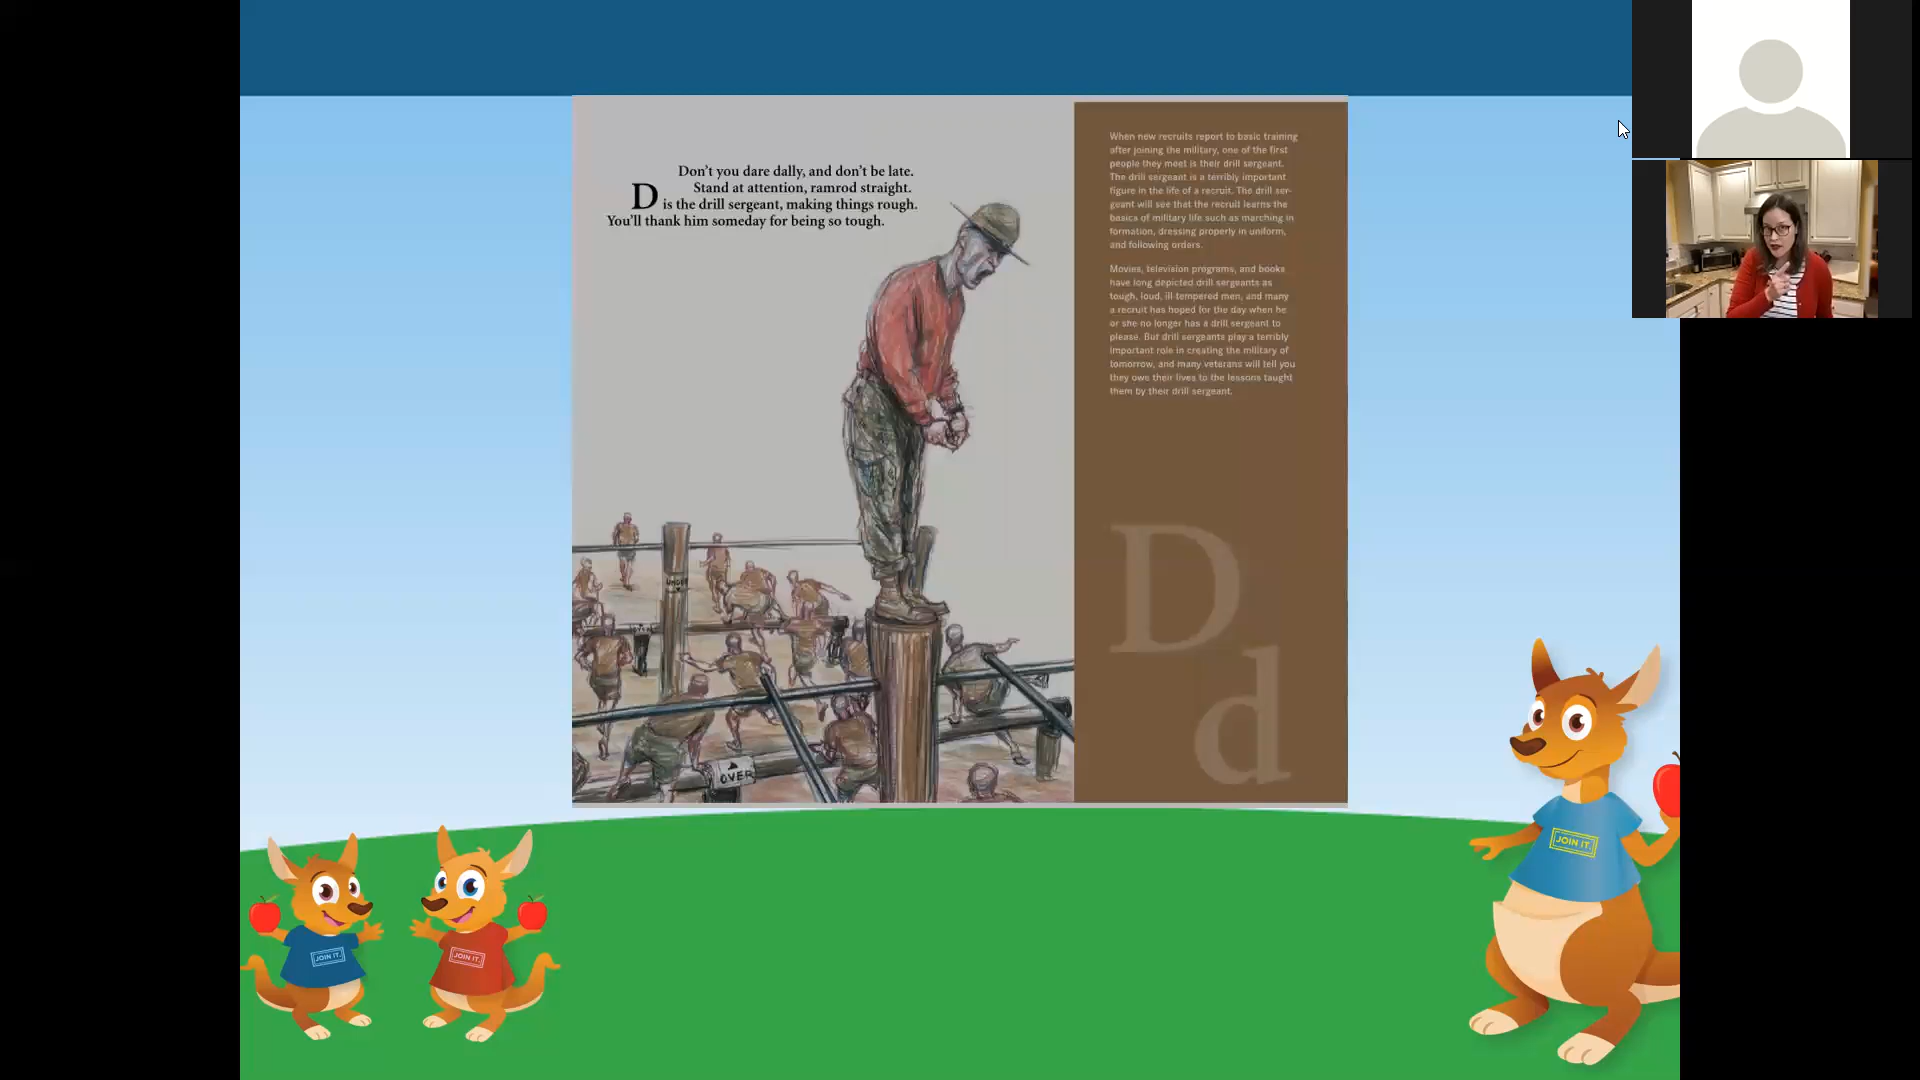 Don't you dare dally, and don't be late.
Stand at attention, ramrod straight.
D is the drill sergeant, making things rough.
You'll thank him someday for being so tough.
When new recruits report to basic training
after joining the military, one of the first
people they meet is their drill sergeant.
The drill sergeant is a terribly important
figure in the life of a recruit. The drill ser-
geant will see that the recruit learns the
basics of military life such as marching in
formation, dressing properly in uniform,
and following orders.
Movies, television programs, and books
have long depicted drill sergeants as
tough, loud, ill-tempered men, and many
a recruit has hoped for the day when he
or she no longer has a drill sergeant to
please. But drill sergeants play a terribly
important role in creating the military of
tomorrow, and many veterans will tell you
they owe their lives to the lessons taught
them by their drill sergeant.
D
d
UNDER
OVER
JOIN IT.
JOIN IT.
JOIN IT.